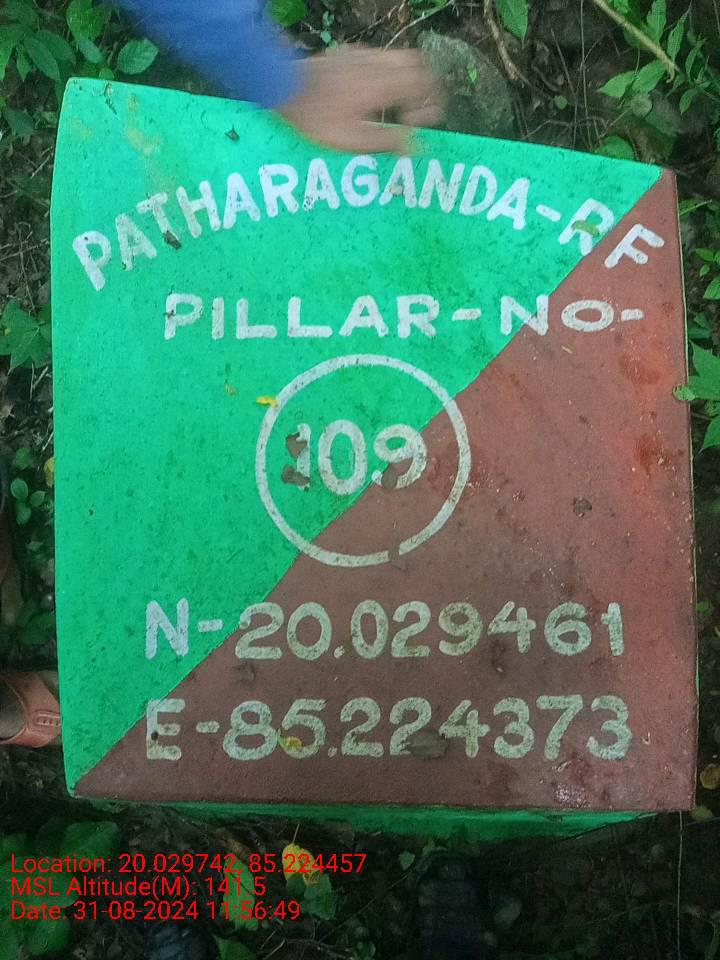 PATHARAGANDA-RF
PILLAR-NO-
109
N-20.029461
E-85.224373
Location: 20.029742, 85.224457
MSL Altitude(M): 141.5
Date: 31-08-2024 11:56:49